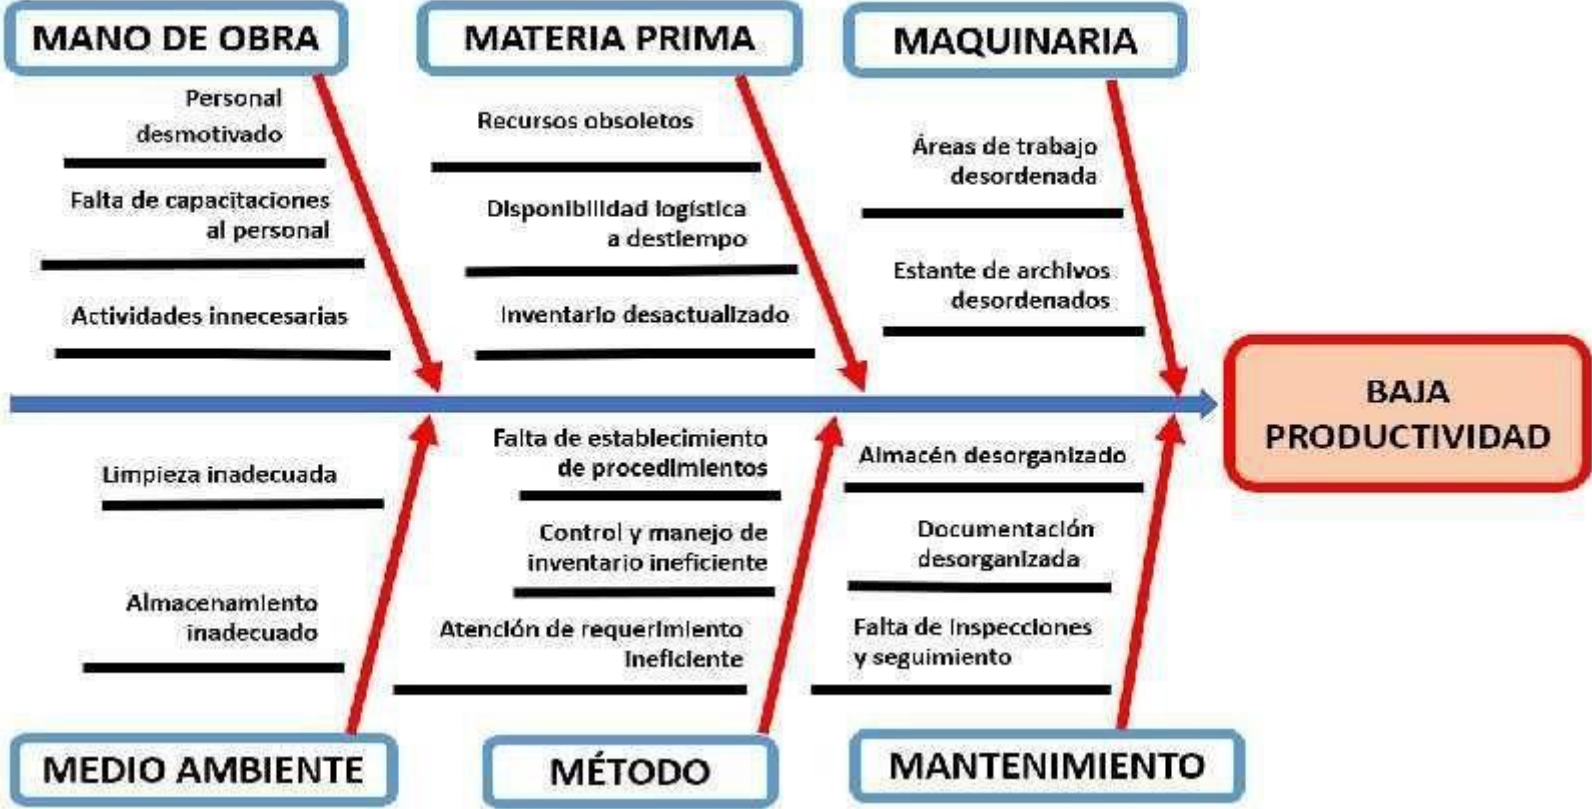 MANO DE OBRA
Personal
desmotivado
Falta de capacitaciones
al personal
Actividades innecesarias
MATERIA PRIMA
Recursos obsoletos
Disponibilidad logística
a destiempo
Inventario desactualizado
MAQUINARIA
Áreas de trabajo
desordenada
Estante de archivos
desordenados
BAJA
PRODUCTIVIDAD
Limpieza inadecuada
Almacenamiento
inadecuado
MEDIO AMBIENTE
Falta de establecimiento
de procedimientos
Control y manejo de
inventario ineficiente
Atención de requerimiento
ineficiente
MÉTODO
Almacén desorganizado
Documentación
desorganizada
Falta de inspecciones
y seguimiento
MANTENIMIENTO